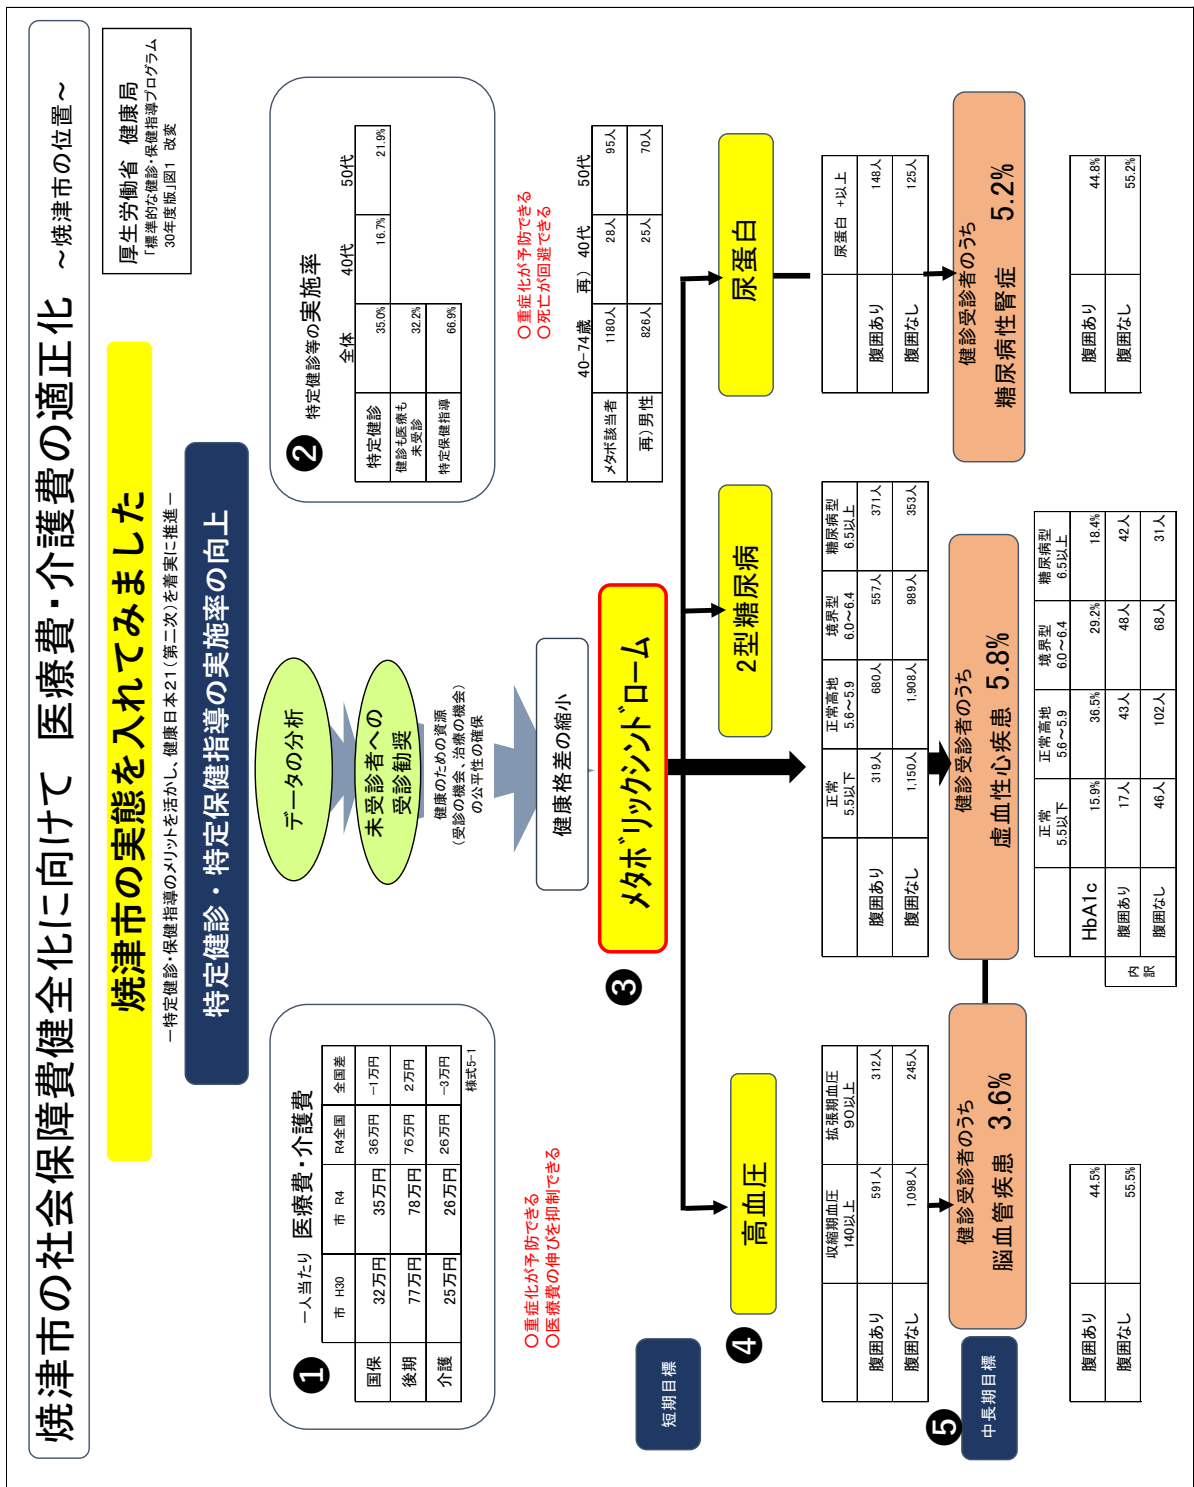 焼津市の社会保障費健全化に向けて 医療費・介護費の適正化 ～焼津市の位置～
焼津市の実態を入れてみました
厚生労働省 健康局
「標準的な健診・保健指導プログラム
30年度版」図1 改変
－特定健診・保健指導のメリットを活かし、健康日本21（第二次）を着実に推進－
特定健診・特定保健指導の実施率の向上
❶
一人当たり 医療費・介護費
市 H30 市 R4 R4全国 全国差
国保 32万円 35万円 36万円 －1万円
後期 77万円 78万円 76万円 2万円
介護 25万円 26万円 26万円 －3万円
様式5-1
〇重症化が予防できる
〇医療費の伸びを抑制できる
データの分析
未受診者への
受診勧奨
健康のための資源
（受診の機会、治療の機会）
の公平性の確保
健康格差の縮小
❷ 特定健診等の実施率
全体 40代 50代
特定健診 35.0% 16.7% 21.9%
健診も医療も
未受診 32.2%
特定保健指導 66.9%
〇重症化が予防できる
〇死亡が回避できる
❸
メタボリックシンドローム
40-74歳 再）40代 50代
メタボ該当者 1180人 28人 95人
再）男性 826人 25人 70人
短期目標
❹
高血圧
2型糖尿病
尿蛋白
収縮期血圧
140以上
拡張期血圧
90以上
腹囲あり 591人 312人
腹囲なし 1,098人 245人
正常
5.5以下
正常高地
5.6～5.9
境界型
6.0～6.4
糖尿病型
6.5以上
腹囲あり 319人 680人 557人 371人
腹囲なし 1,150人 1,908人 989人 353人
尿蛋白 +以上
腹囲あり 148人
腹囲なし 125人
❺
中長期目標
健診受診者のうち
脳血管疾患 3.6%
健診受診者のうち
虚血性心疾患 5.8%
健診受診者のうち
糖尿病性腎症 5.2%
腹囲あり 44.5%
腹囲なし 55.5%
正常
5.5以下
正常高地
5.6～5.9
境界型
6.0～6.4
糖尿病型
6.5以上
HbA1c 15.9% 36.5% 29.2% 18.4%
内訳
腹囲あり 17人 43人 48人 42人
腹囲なし 46人 102人 68人 31人
腹囲あり 44.8%
腹囲なし 55.2%